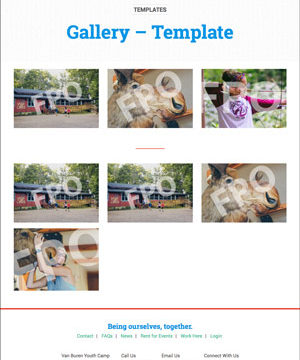 TEMPLATES
Gallery – Template
FPO
FPO
FPO
FPO
FPO
FPO
FPO
Being ourselves, together.
Contact | FAQs | News | Rent for Events | Work Here | Login
Van Buren Youth Camp Call Us Email Us Connect With Us